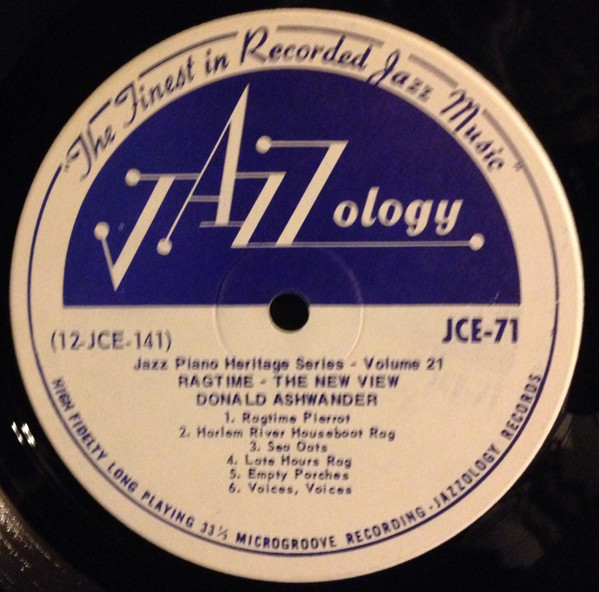 "The Finest in Recorded Jazz Music"
JAZZology
JCE-71
(12-JCE-141)
Jazz Piano Heritage Series - Volume 21
RAGTIME - THE NEW VIEW
DONALD ASHWANDER
1. Ragtime Pierrot
2. Harlem River Houseboat Rag
3. Sea Oats
4. Late Hours Rag
5. Empty Porches
6. Voices, Voices
HIGH FIDELTY LONG PLAYING 33⅓ MICROGROOVE RECORDING-JAZZOLOGY RECORDS